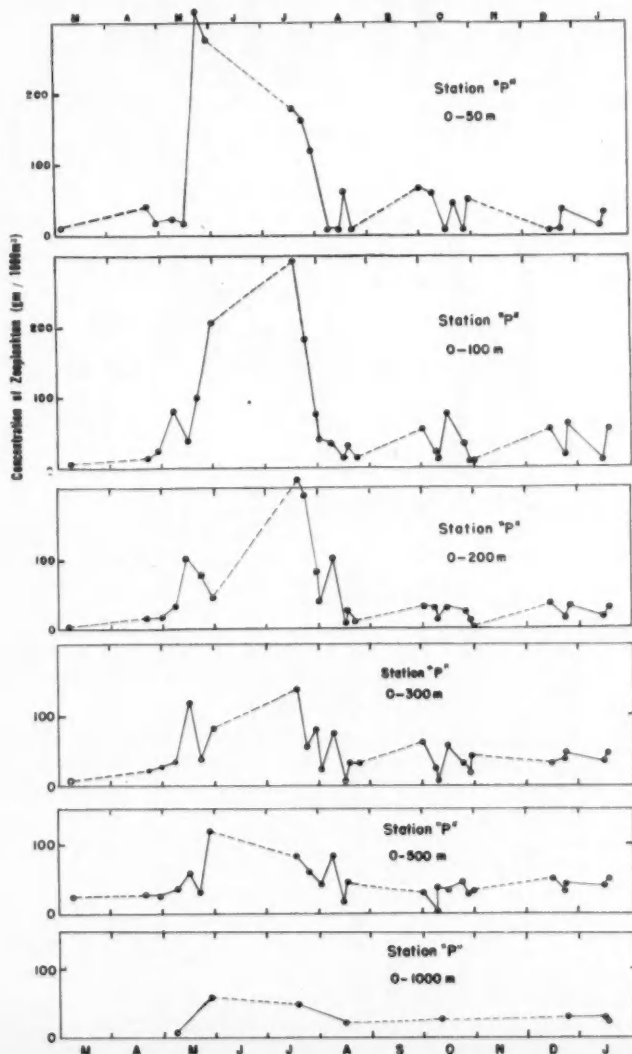 M A M J J A S O N D J
Station "P"
0-50 m
200
100
0
Concentration of Zooplankton (gm / 1000m³)
Station "P"
0-100 m
200
100
0
Station "P"
0-200 m
100
0
Station "P"
0-300 m
100
0
Station "P"
0-500 m
100
0
Station "P"
0-1000 m
100
0
M A M J J A S O N D J